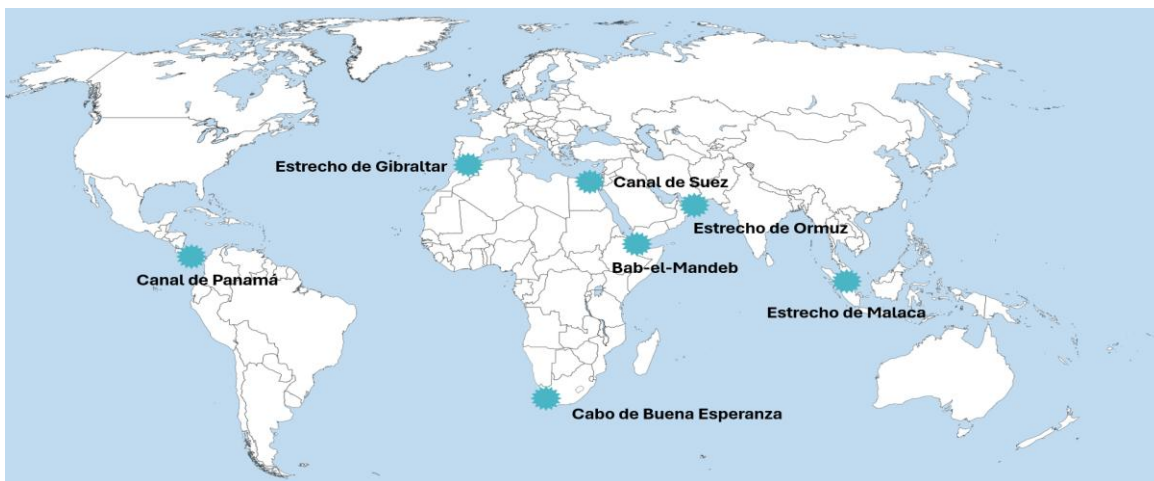 Estrecho de Gibraltar
Canal de Suez
Estrecho de Ormuz
Bab-el-Mandeb
Canal de Panamá
Estrecho de Malaca
Cabo de Buena Esperanza